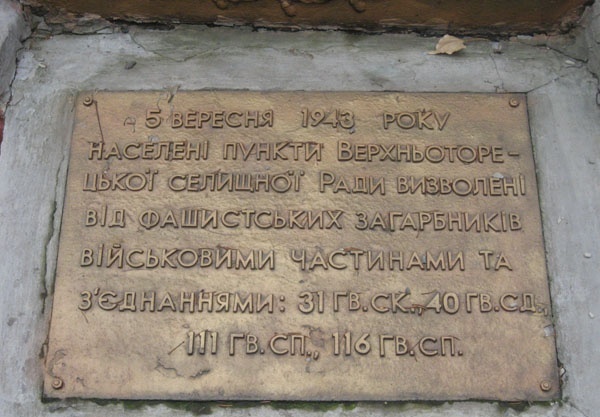 5 ВЕРЕСНЯ 1943 РОКУ
НАСЕЛЕНІ ПУНКТИ ВЕРХНЬОТОРЕ-
ЦЬКОЇ СЕЛИЩНОЇ РАДИ ВИЗВОЛЕНІ
ВІД ФАШИСТСЬКИХ ЗАГАРБНИКІВ
ВІЙСЬКОВИМИ ЧАСТИНАМИ ТА
З'ЄДНАННЯМИ: 31 ГВ.СК., 40 ГВ.СД.
111 ГВ.СП., 116 ГВ.СП.